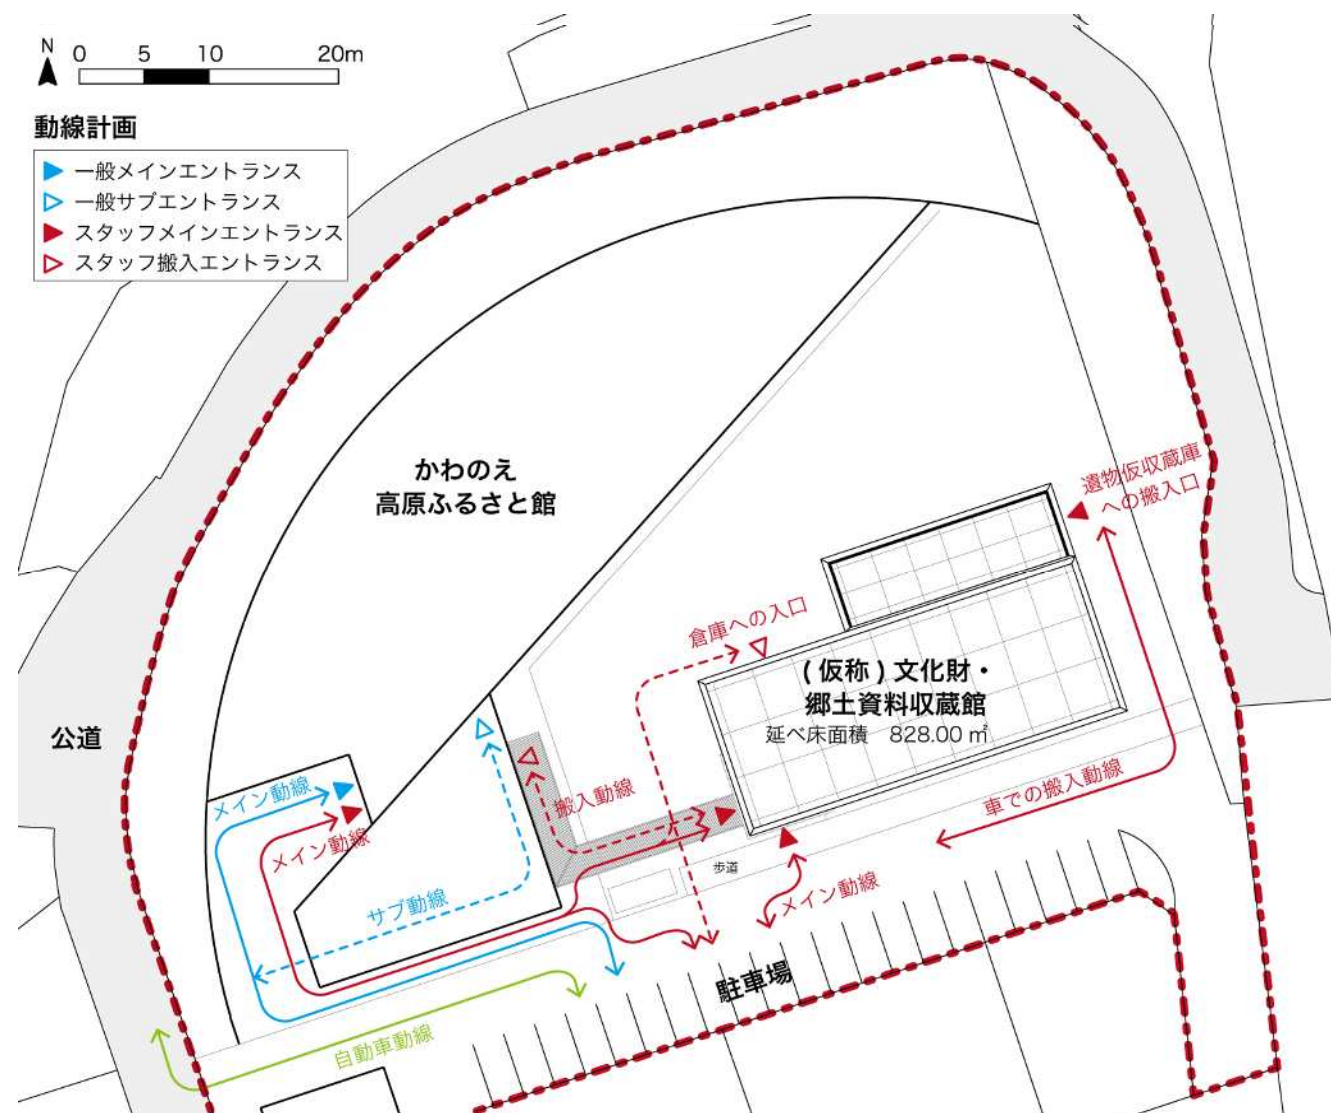 N
0 5 10 20m
動線計画
一般メインエントランス
一般サブエントランス
スタッフメインエントランス
スタッフ搬入エントランス
かわのえ
高原ふるさと館
遺物仮収蔵庫
への搬入口
倉庫への入口
(仮称)文化財・
郷土資料収蔵館
延べ床面積 828.00 ㎡
公道
メイン動線
メイン動線
搬入動線
車での搬入動線
歩道
メイン動線
サブ動線
駐車場
自動車動線